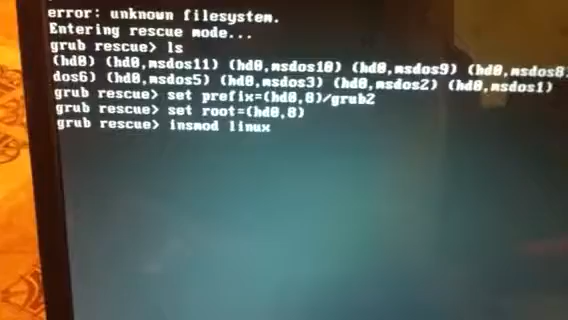 error: unknown filesystem.
Entering rescue mode...
grub rescue> ls
(hd0) (hd0,msdos11) (hd0,msdos10) (hd0,msdos9) (hd0,msdos8
dos6) (hd0,msdos5) (hd0,msdos3) (hd0,msdos2) (hd0,msdos1)
grub rescue> set prefix=(hd0,8)/grub2
grub rescue> set root=(hd0,8)
grub rescue> insmod linux